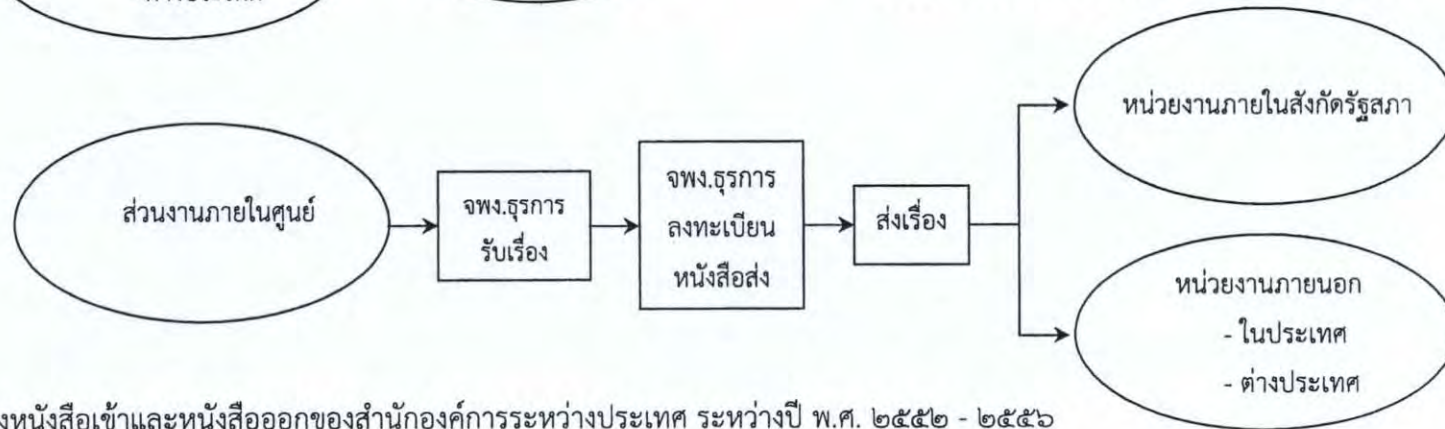 ส่วนงานภายในศูนย์
จพง.ธุรการ
รับเรื่อง
จพง.ธุรการ
ลงทะเบียน
หนังสือส่ง
ส่งเรื่อง
หน่วยงานภายในสังกัดรัฐสภา
หน่วยงานภายนอก
- ในประเทศ
- ต่างประเทศ
งหนังสือเข้าและหนังสือออกของสำนักองค์การระหว่างประเทศ ระหว่างปี พ.ศ. ๒๕๕๒ - ๒๕๕๖